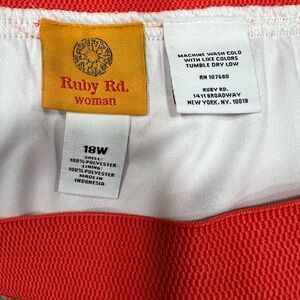 Ruby Rd.
woman
18W
SHELL:
100% POLYESTER
LINING:
100% POLYESTER
MADE IN
INDONESIA
MACHINE WASH COLD
WITH LIKE COLORS
TUMBLE DRY LOW
RN 107680
RUBY RD.
1411 BROADWAY
NEW YORK, NY. 10018